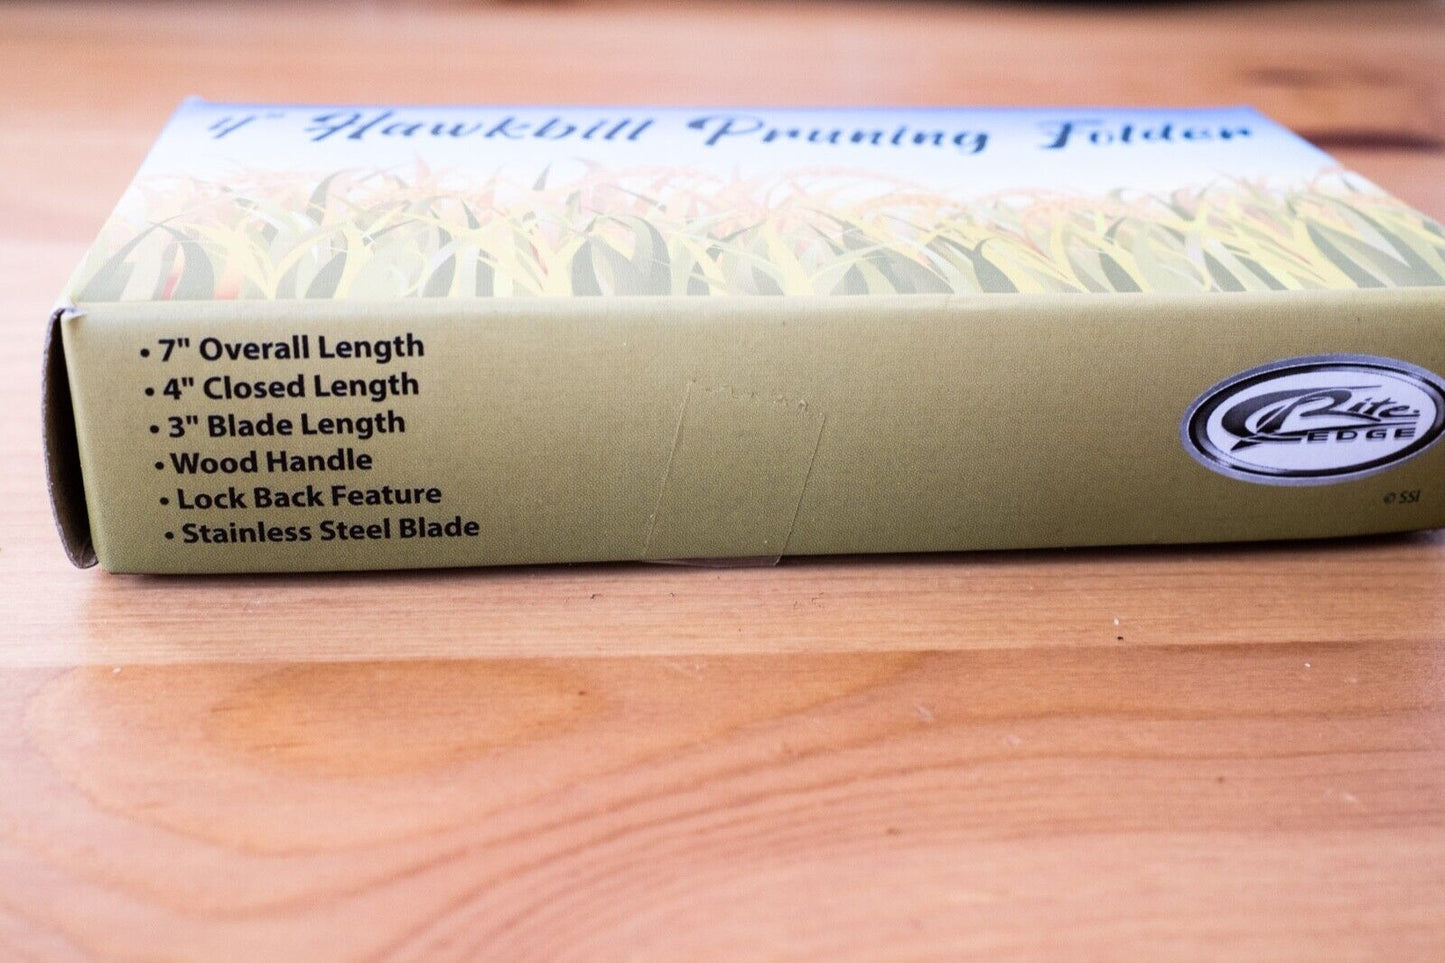 4" Hawkbill Pruning Folder
• 7" Overall Length
• 4" Closed Length
• 3" Blade Length
• Wood Handle
• Lock Back Feature
• Stainless Steel Blade
Rite
EDGE
© SSI